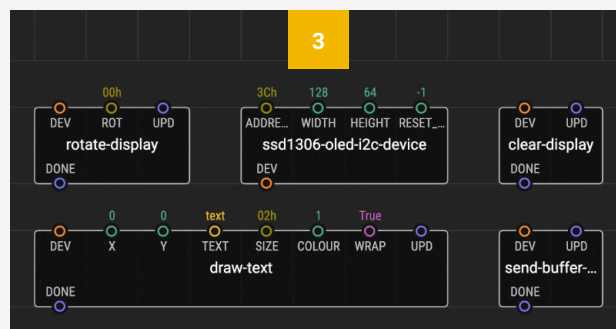 3
00h 3Ch 128 64 -1
DEV ROT UPD ADDRE... WIDTH HEIGHT RESET_... DEV UPD
rotate-display ssd1306-oled-i2c-device clear-display
DONE DEV DONE
0 0 text 02h 1 True
DEV X Y TEXT SIZE COLOUR WRAP UPD DEV UPD
draw-text send-buffer-...
DONE DONE